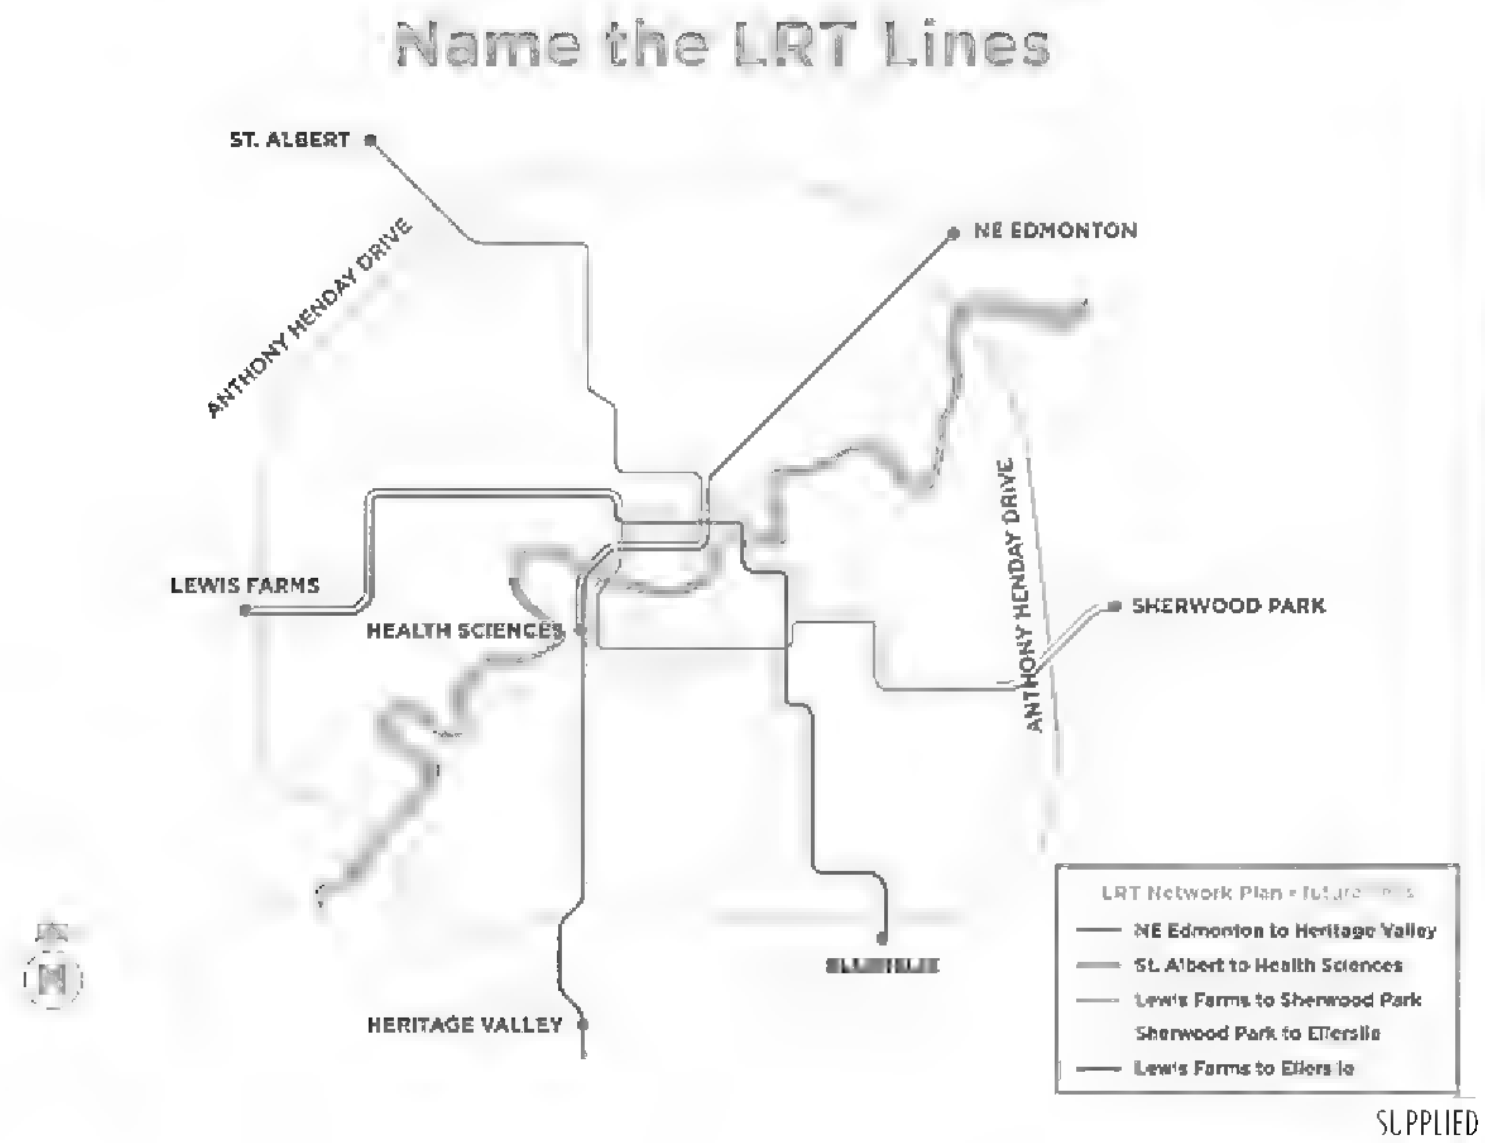 Name the LRT Lines
ST. ALBERT
NE EDMONTON
ANTHONY HENDAY DRIVE
ANTHONY HENDAY DRIVE
LEWIS FARMS
HEALTH SCIENCES
SHERWOOD PARK
HERITAGE VALLEY
LRT Network Plan - future
NE Edmonton to Heritage Valley
St. Albert to Health Sciences
Lewis Farms to Sherwood Park
Sherwood Park to Ellerslie
Lewis Farms to Ellerslie
N
SUPPLIED